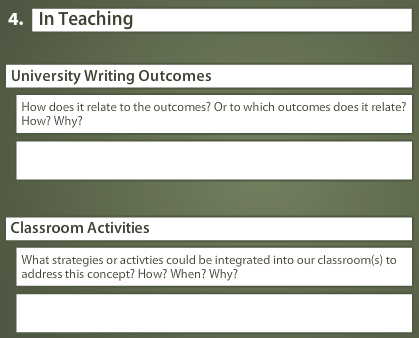 4. In Teaching
University Writing Outcomes
How does it relate to the outcomes? Or to which outcomes does it relate?
How? Why?
Classroom Activities
What strategies or activties could be integrated into our classroom(s) to
address this concept? How? When? Why?